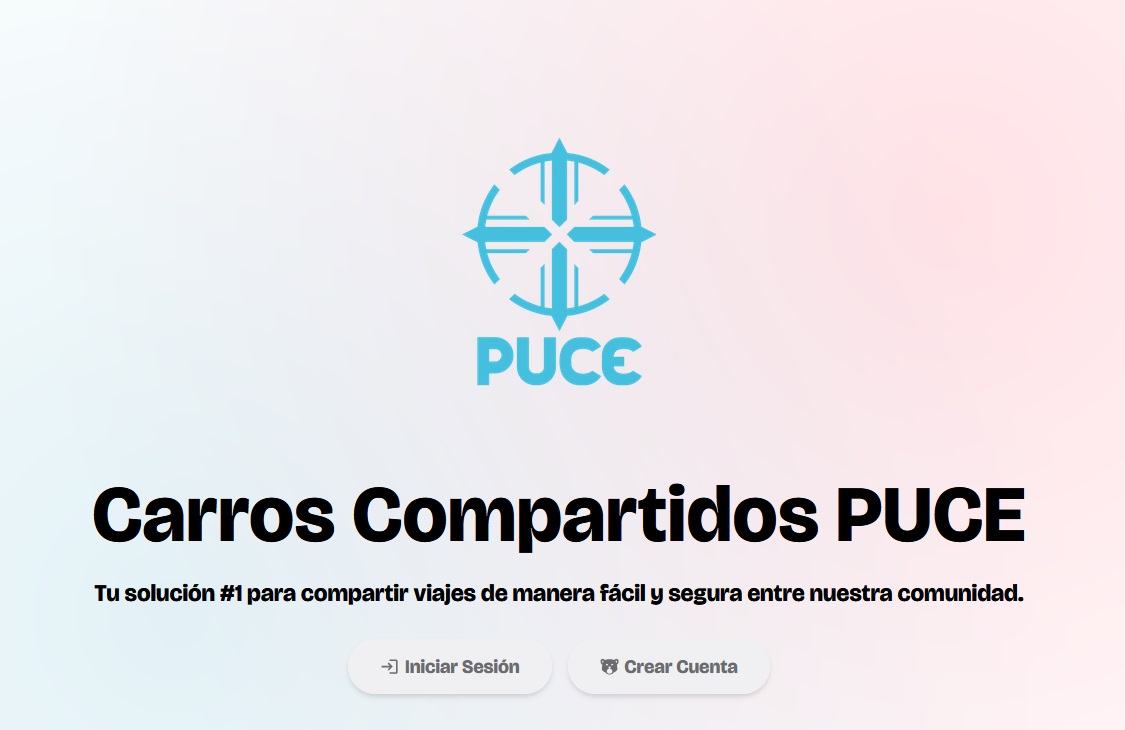 PUCE
Carros Compartidos PUCE
Tu solución #1 para compartir viajes de manera fácil y segura entre nuestra comunidad.
Iniciar Sesión
Crear Cuenta